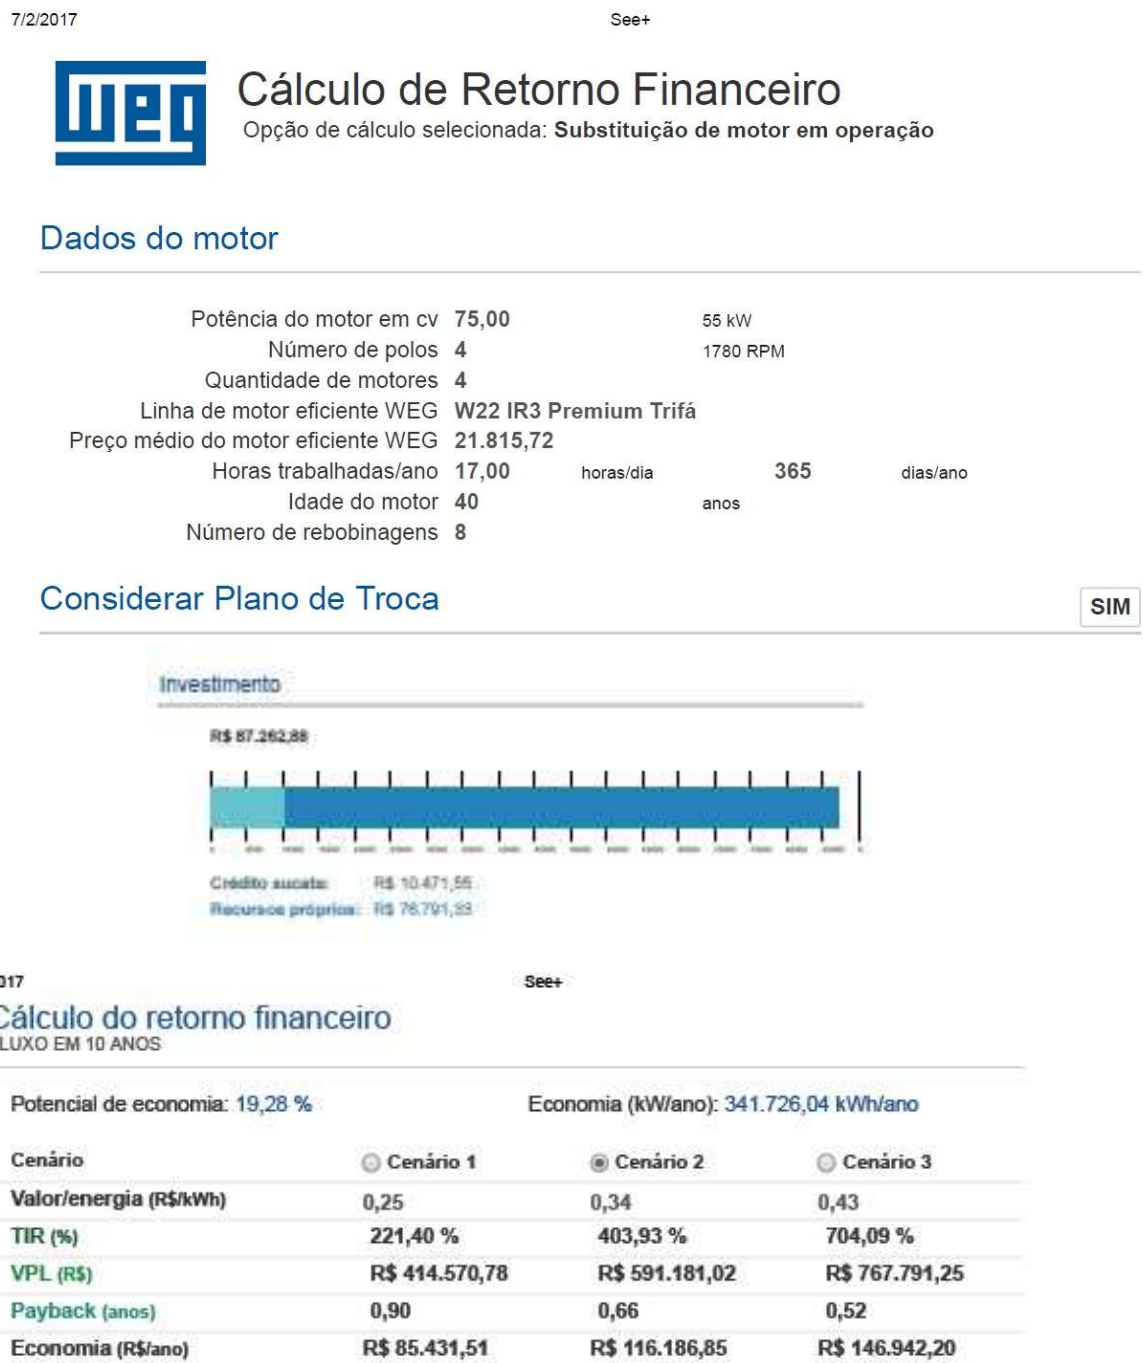 7/2/2017 See+
weg
Cálculo de Retorno Financeiro
Opção de cálculo selecionada: Substituição de motor em operação
Dados do motor
Potência do motor em cv 75,00 55 kW
Número de polos 4 1780 RPM
Quantidade de motores 4
Linha de motor eficiente WEG W22 IR3 Premium Trifá
Preço médio do motor eficiente WEG 21.815,72
Horas trabalhadas/ano 17,00 horas/dia 365 dias/ano
Idade do motor 40 anos
Número de rebobinagens 8
Considerar Plano de Troca SIM
Investimento
R$ 87.262,88
Crédito sucata: R$ 10.471,55
Recursos próprios: R$ 76.791,33
017 See+
Cálculo do retorno financeiro
LUXO EM 10 ANOS
Potencial de economia: 19,28 % Economia (kW/ano): 341.726,04 kWh/ano
Cenário Cenário 1 Cenário 2 Cenário 3
Valor/energia (R$/kWh) 0,25 0,34 0,43
TIR (%) 221,40 % 403,93 % 704,09 %
VPL (R$) R$ 414.570,78 R$ 591.181,02 R$ 767.791,25
Payback (anos) 0,90 0,66 0,52
Economia (R$/ano) R$ 85.431,51 R$ 116.186,85 R$ 146.942,20